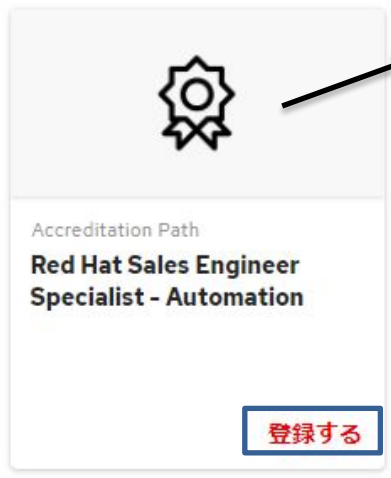 Accreditation Path
Red Hat Sales Engineer
Specialist - Automation
登録する